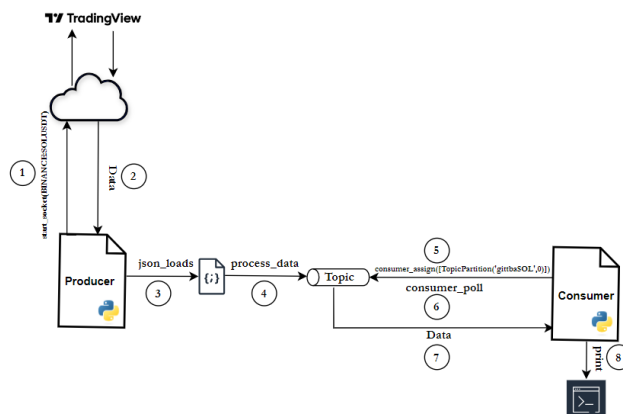 TradingView
start_socket(BINANCE:SOLUSDT)
1
Data
2
Producer
json_loads
3
{;}
process_data
4
Topic
5
consumer_assign([TopicPartition('gittbaSOL',0)])
consumer_poll
6
Data
7
Consumer
print
8